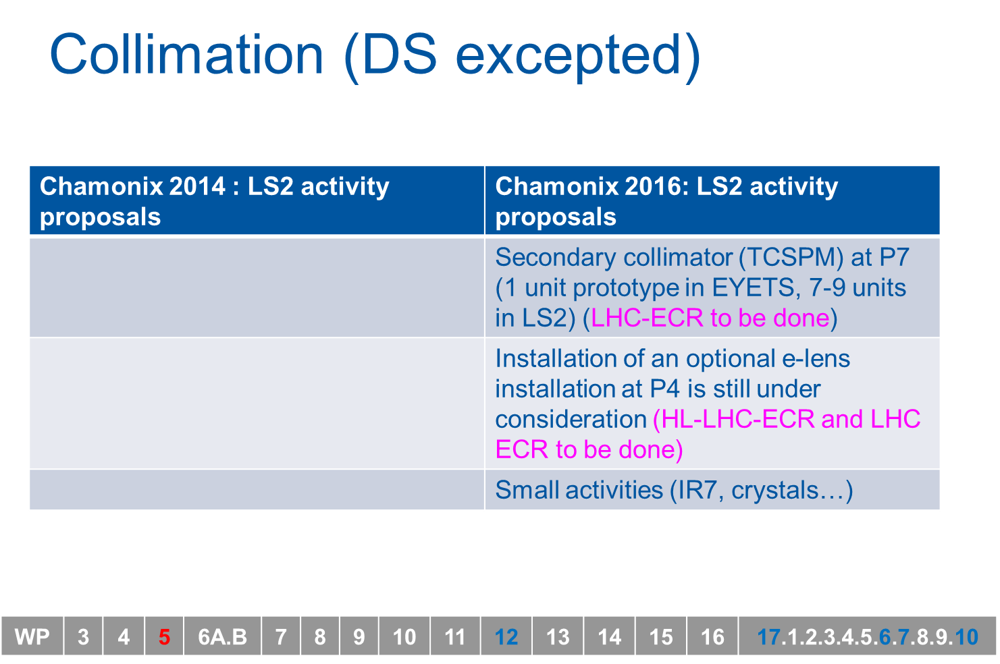 Collimation (DS excepted)
Chamonix 2014 : LS2 activity
proposals
Chamonix 2016: LS2 activity
proposals
Secondary collimator (TCSPM) at P7
(1 unit prototype in EYETS, 7-9 units
in LS2) (LHC-ECR to be done)
Installation of an optional e-lens
installation at P4 is still under
consideration (HL-LHC-ECR and LHC
ECR to be done)
Small activities (IR7, crystals…)
WP 3 4 5 6A.B 7 8 9 10 11 12 13 14 15 16 17.1.2.3.4.5.6.7.8.9.10